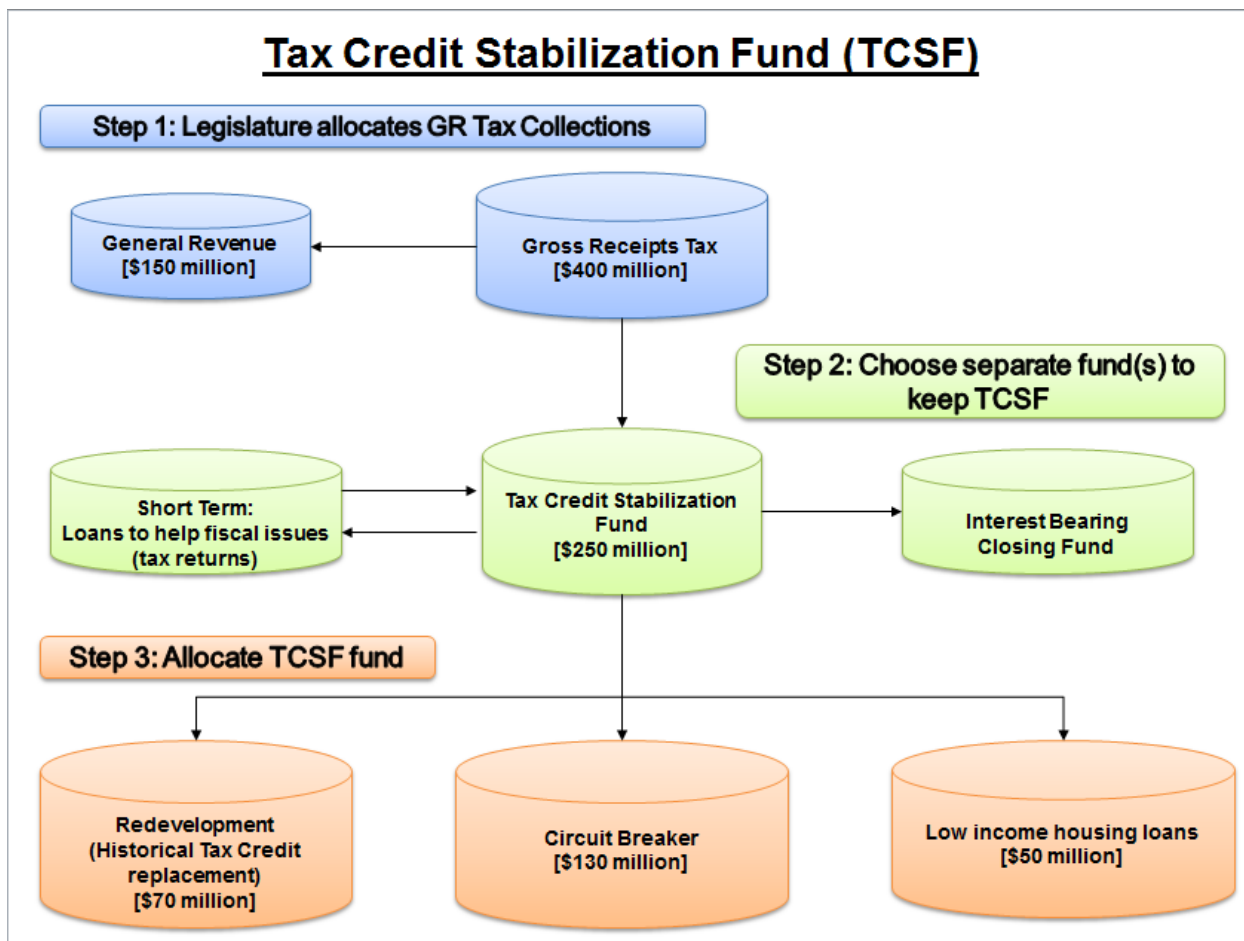 Tax Credit Stabilization Fund (TCSF)
Step 1: Legislature allocates GR Tax Collections
General Revenue
[$150 million]
Gross Receipts Tax
[$400 million]
Step 2: Choose separate fund(s) to
keep TCSF
Short Term:
Loans to help fiscal issues
(tax returns)
Tax Credit Stabilization
Fund
[$250 million]
Interest Bearing
Closing Fund
Step 3: Allocate TCSF fund
Redevelopment
(Historical Tax Credit
replacement)
[$70 million]
Circuit Breaker
[$130 million]
Low income housing loans
[$50 million]